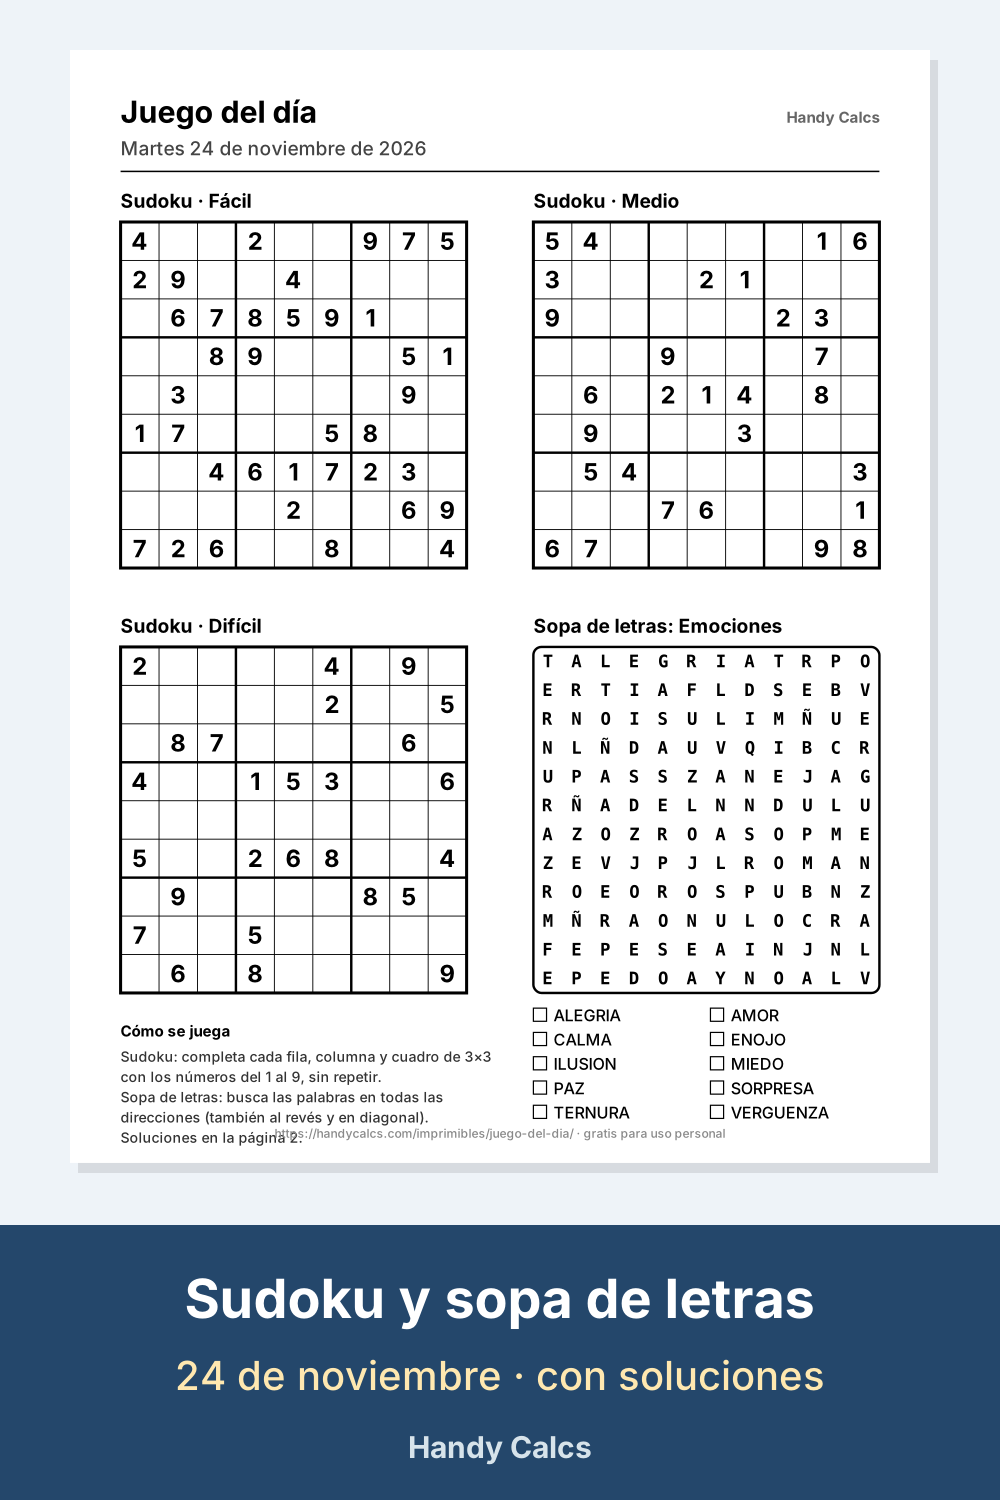 Juego del día
Handy Calcs
Martes 24 de noviembre de 2026
Sudoku · Fácil
4 2 9 7 5
2 9 4
6 7 8 5 9 1
8 9 5 1
3 9
1 7 5 8
4 6 1 7 2 3
2 6 9
7 2 6 8 4
Sudoku · Medio
5 4 1 6
3 2 1
9 2 3
9 7
6 2 1 4 8
9 3
5 4 3
7 6 1
6 7 9 8
Sudoku · Difícil
2 4 9
2 5
8 7 6
4 1 5 3 6
5 2 6 8 4
9 8 5
7 5
6 8 9
Sopa de letras: Emociones
T A L E G R I A T R P O
E R T I A F L D S E B V
R N O I S U L I M Ñ U E
N L Ñ D A U V Q I B C R
U P A S S Z A N E J A G
R Ñ A D E L N N D U L U
A Z O Z R O A S O P M E
Z E V J P J L R O M A N
R O E O R O S P U B N Z
M Ñ R A O N U L O C R A
F E P E S E A I N J N L
E P E D O A Y N O A L V
ALEGRIA AMOR
CALMA ENOJO
ILUSION MIEDO
PAZ SORPRESA
TERNURA VERGUENZA
Cómo se juega
Sudoku: completa cada fila, columna y cuadro de 3×3
con los números del 1 al 9, sin repetir.
Sopa de letras: busca las palabras en todas las
direcciones (también al revés y en diagonal).
Soluciones en la página 2.
https://handycalcs.com/imprimibles/juego-del-dia/ · gratis para uso personal
Sudoku y sopa de letras
24 de noviembre · con soluciones
Handy Calcs